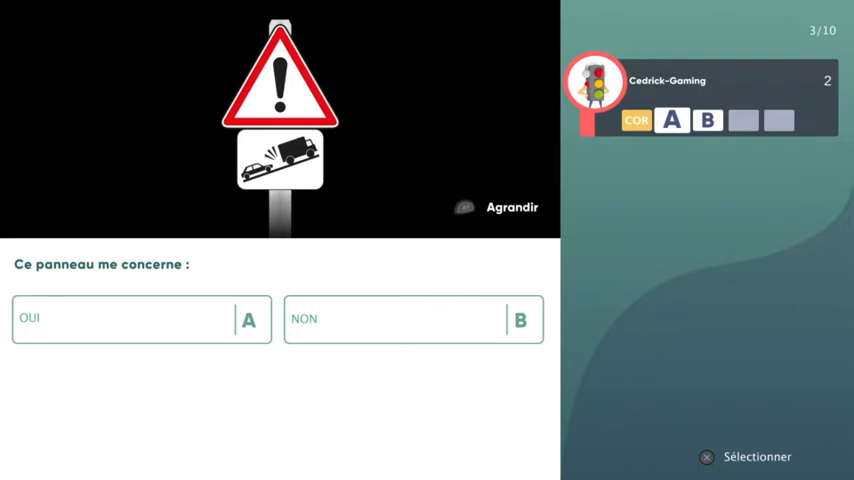 3/10
Cedrick-Gaming 2
COR A B
Agrandir
Ce panneau me concerne :
OUI A
NON B
Sélectionner